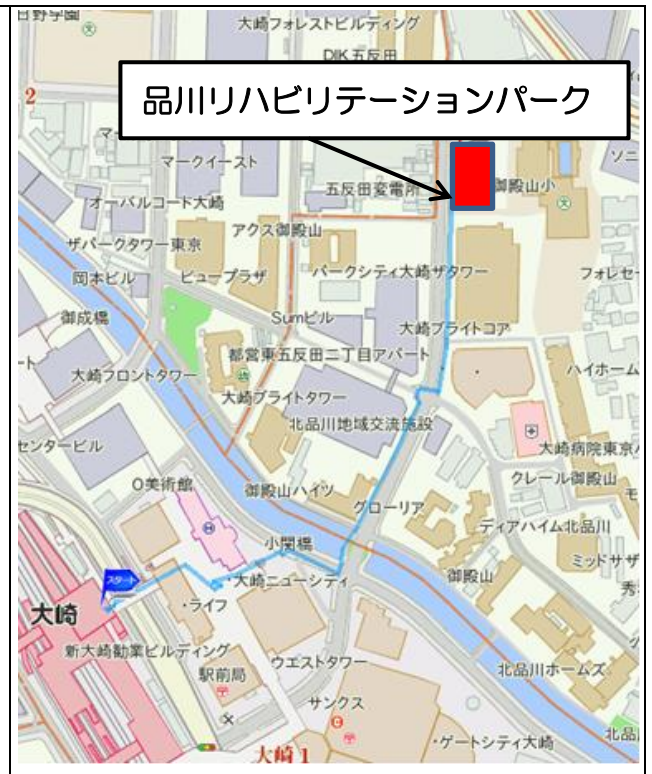 日野学園
大崎フォレストビルディング
DIK五反田
品川リハビリテーションパーク
2
マークイースト
五反田変電所
御殿山小
ソニ
オーバルコード大崎
アクス御殿山
ザパークタワー東京
岡本ビル
ビュープラザ
パークシティ大崎ザタワー
フォレセ
御成橋
Sumビル
大崎ブライトコア
都営東五反田二丁目アパート
ハイホーム
大崎フロントタワー
大崎ブライトタワー
北品川地域交流施設
センタービル
大崎病院東京ハ
O美術館
御殿山ハイツ
クレール御殿山
モ
グローリア
ディアハイム北品川
小関橋
ミッドサザ
スタート
・大崎ニューシティ
御殿山
秀
大崎
・ライフ
新大崎勧業ビルディング
ウエストタワー
北品川ホームズ
駅前局
サンクス
北品
大崎1
・ゲートシティ大崎